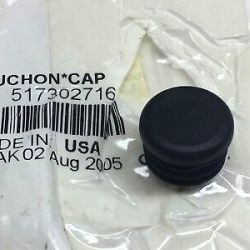 UCHON*CAP
517302716
DE IN USA
AK 02 Aug 2005